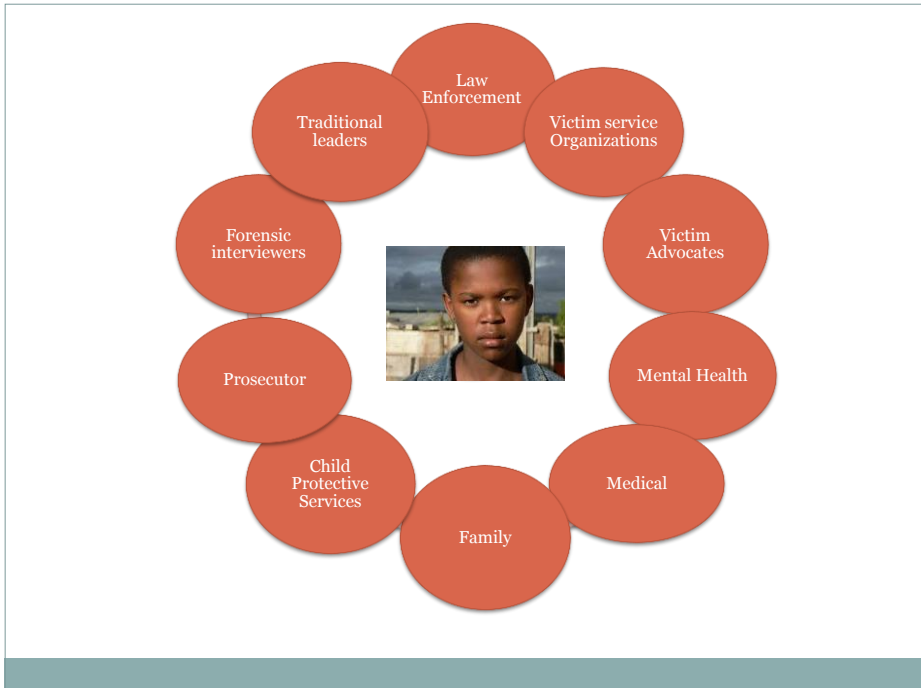 Law
Enforcement
Victim service
Organizations
Victim
Advocates
Mental Health
Medical
Family
Child
Protective
Services
Prosecutor
Forensic
interviewers
Traditional
leaders